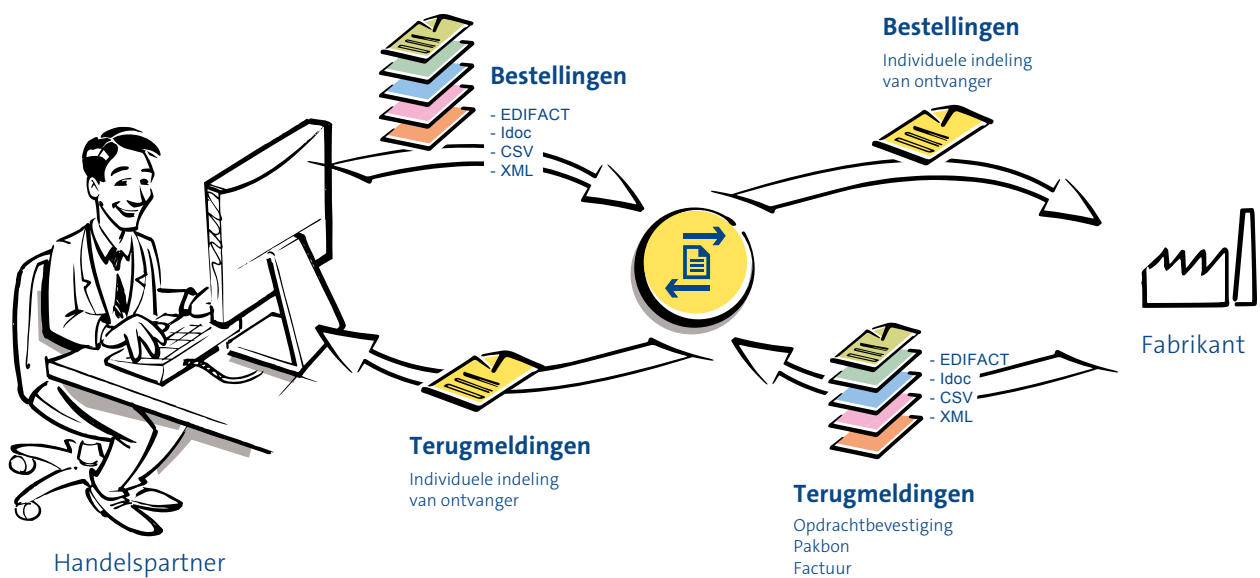 Bestellingen
- EDIFACT
- Idoc
- CSV
- XML
Bestellingen
Individuele indeling
van ontvanger
Fabrikant
- EDIFACT
- Idoc
- CSV
- XML
Terugmeldingen
Opdrachtbevestiging
Pakbon
Factuur
Terugmeldingen
Individuele indeling
van ontvanger
Handelspartner